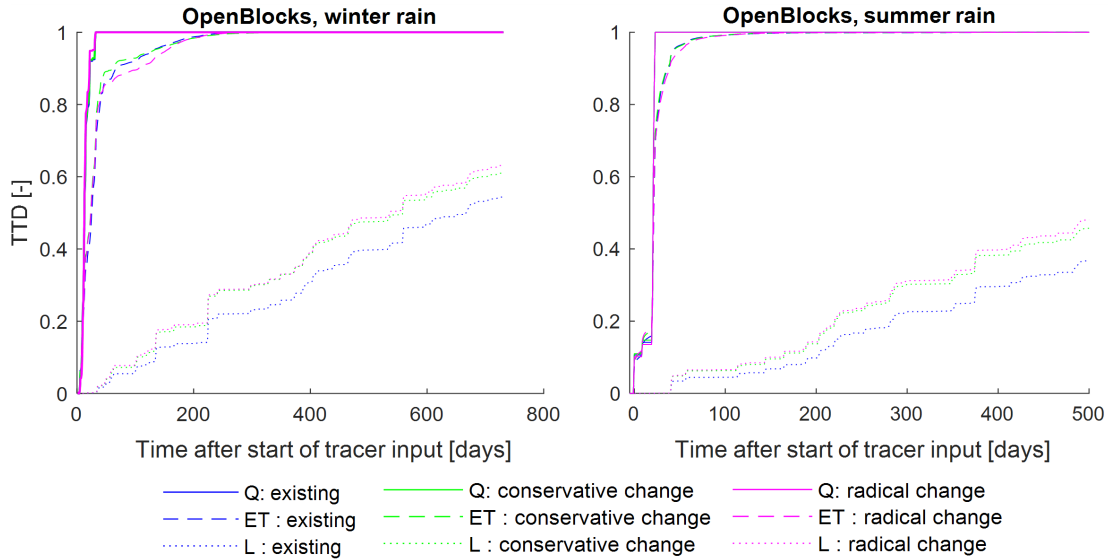 OpenBlocks, winter rain
OpenBlocks, summer rain
TTD [-]
1
0.8
0.6
0.4
0.2
0
0
200
400
600
800
Time after start of tracer input [days]
1
0.8
0.6
0.4
0.2
0
0
100
200
300
400
500
Time after start of tracer input [days]
Q: existing
Q: conservative change
Q: radical change
ET : existing
ET : conservative change
ET : radical change
L : existing
L : conservative change
L : radical change